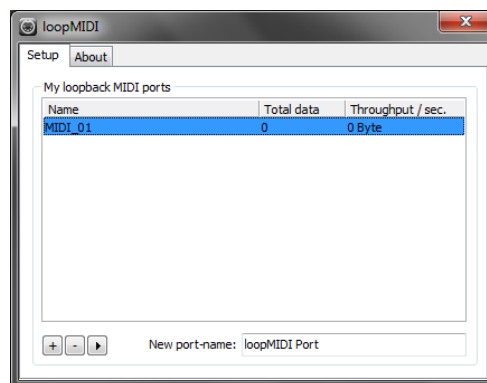 loopMIDI
Setup About
My loopback MIDI ports
Name Total data Throughput / sec.
MIDI_01 0 0 Byte
+ - New port-name: loopMIDI Port